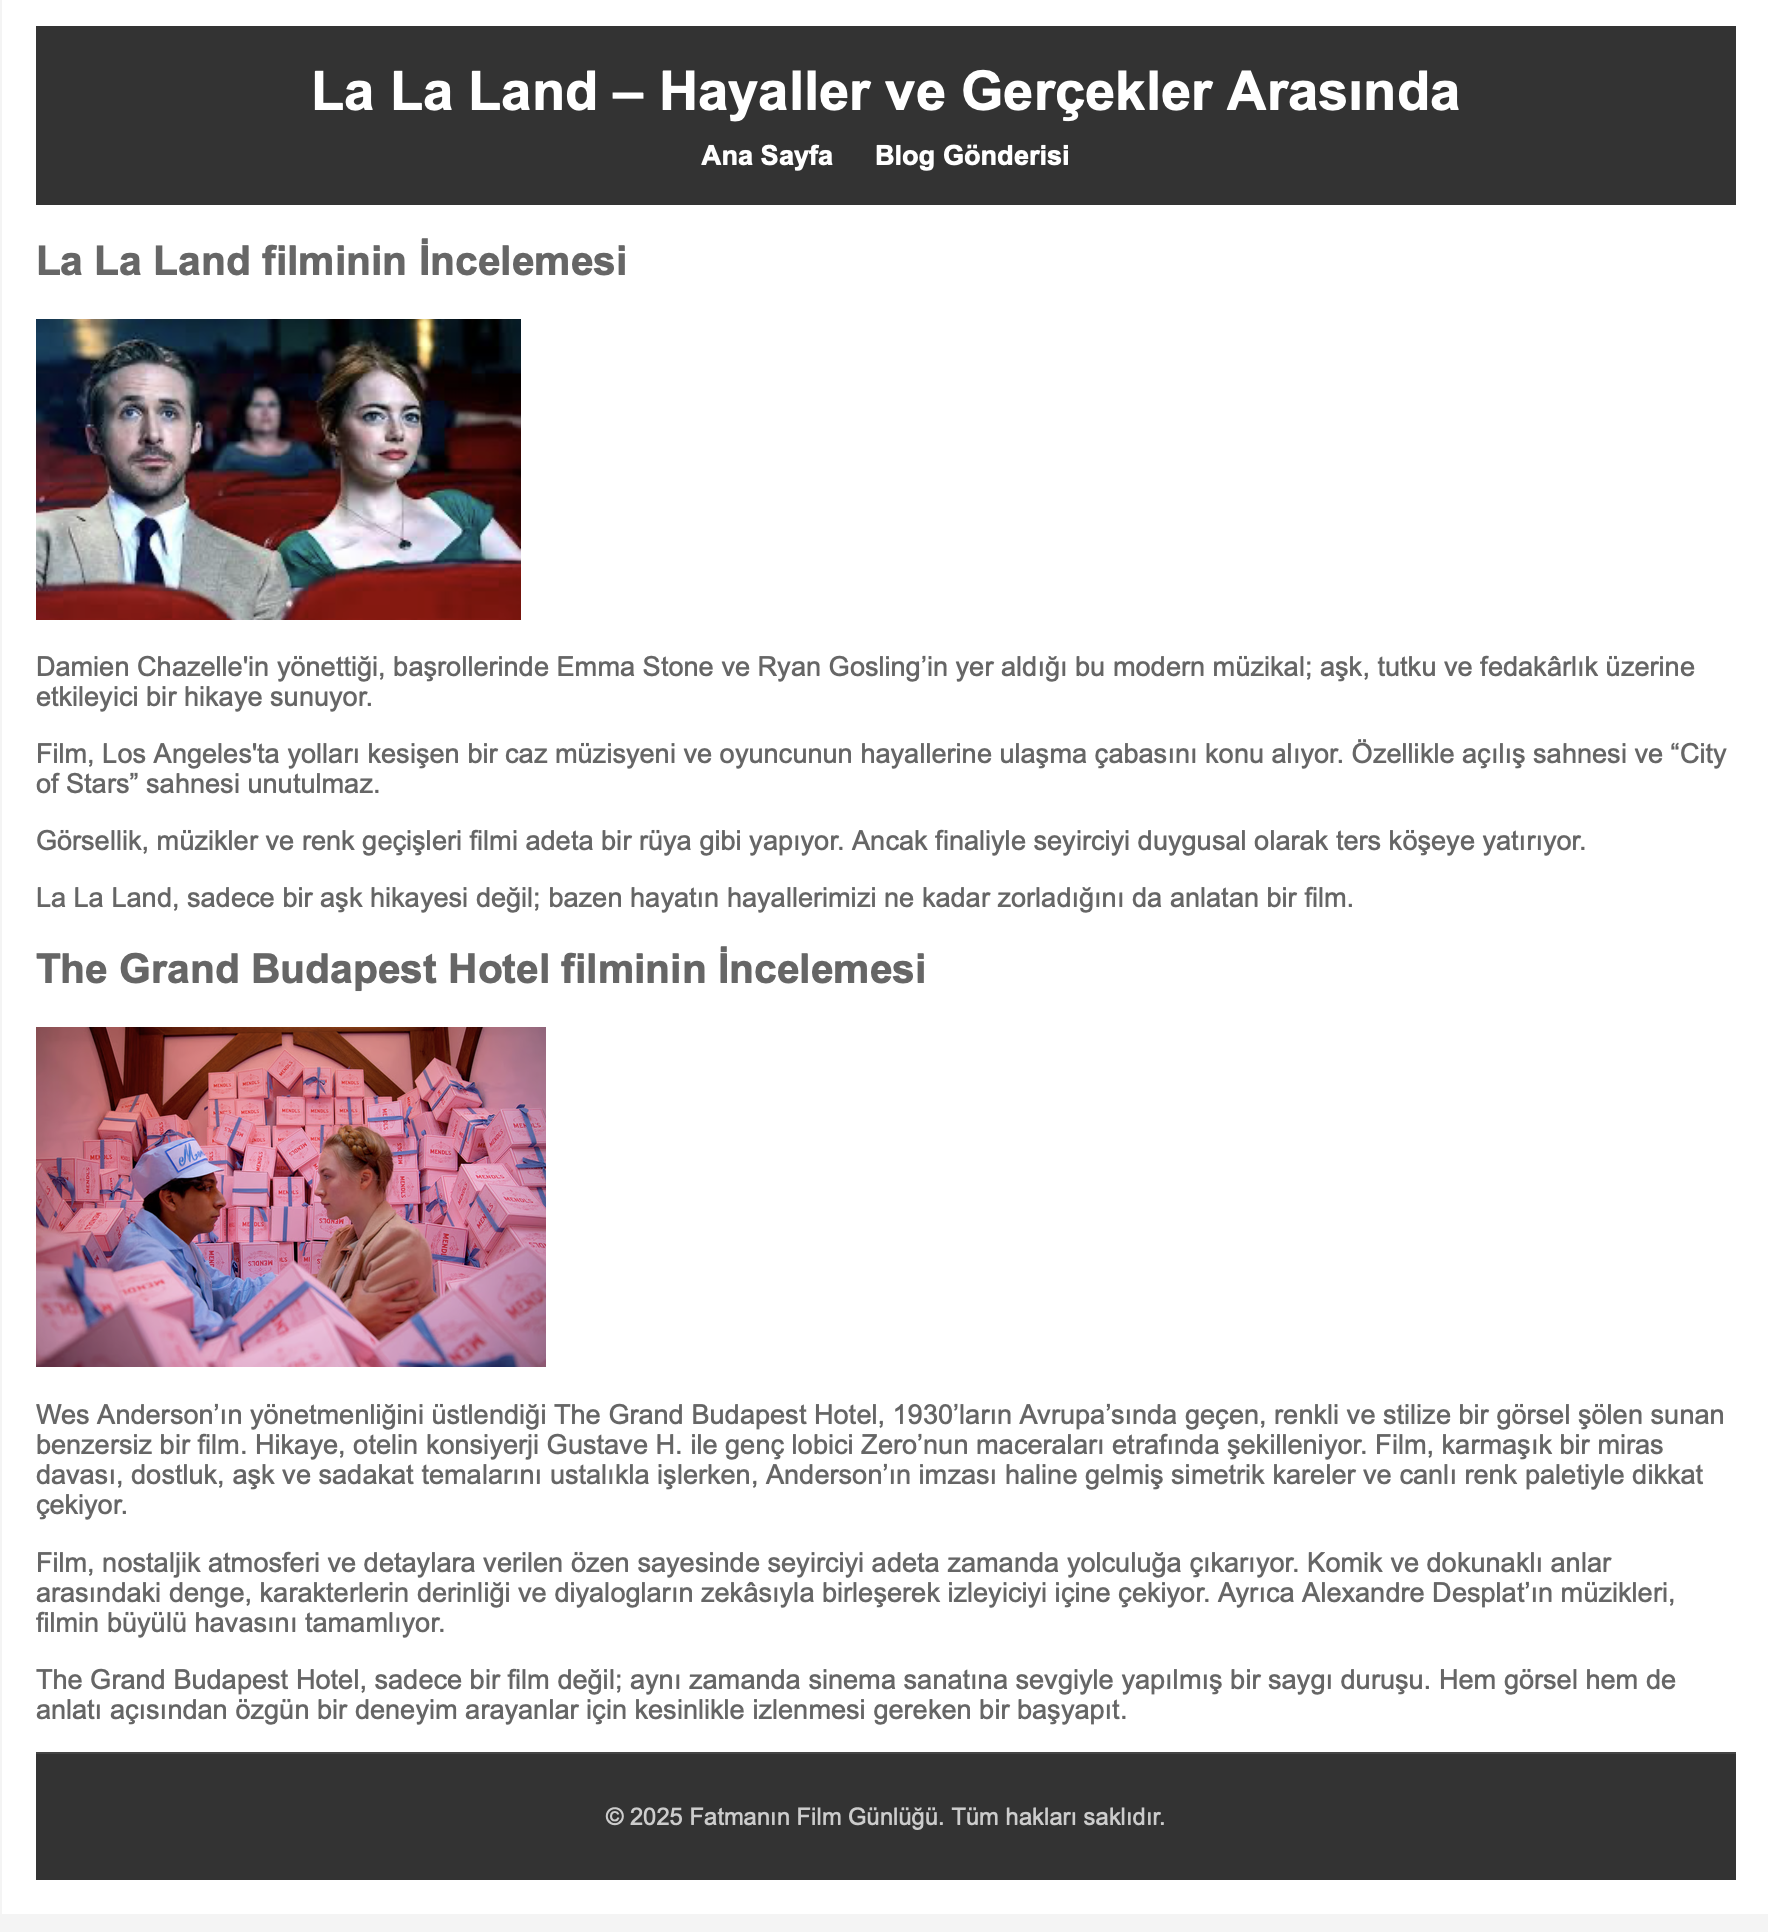 La La Land – Hayaller ve Gerçekler Arasında
Ana Sayfa Blog Gönderisi
La La Land filminin İncelemesi
Damien Chazelle'in yönettiği, başrollerinde Emma Stone ve Ryan Gosling’in yer aldığı bu modern müzikal; aşk, tutku ve fedakârlık üzerine
etkileyici bir hikaye sunuyor.
Film, Los Angeles'ta yolları kesişen bir caz müzisyeni ve oyuncunun hayallerine ulaşma çabasını konu alıyor. Özellikle açılış sahnesi ve “City
of Stars” sahnesi unutulmaz.
Görsellik, müzikler ve renk geçişleri filmi adeta bir rüya gibi yapıyor. Ancak finaliyle seyirciyi duygusal olarak ters köşeye yatırıyor.
La La Land, sadece bir aşk hikayesi değil; bazen hayatın hayallerimizi ne kadar zorladığını da anlatan bir film.
The Grand Budapest Hotel filminin İncelemesi
MENDL'S
Wes Anderson’ın yönetmenliğini üstlendiği The Grand Budapest Hotel, 1930’ların Avrupa’sında geçen, renkli ve stilize bir görsel şölen sunan
benzersiz bir film. Hikaye, otelin konsiyerji Gustave H. ile genç lobici Zero’nun maceraları etrafında şekilleniyor. Film, karmaşık bir miras
davası, dostluk, aşk ve sadakat temalarını ustalıkla işlerken, Anderson’ın imzası haline gelmiş simetrik kareler ve canlı renk paletiyle dikkat
çekiyor.
Film, nostaljik atmosferi ve detaylara verilen özen sayesinde seyirciyi adeta zamanda yolculuğa çıkarıyor. Komik ve dokunaklı anlar
arasındaki denge, karakterlerin derinliği ve diyalogların zekâsıyla birleşerek izleyiciyi içine çekiyor. Ayrıca Alexandre Desplat’ın müzikleri,
filmin büyülü havasını tamamlıyor.
The Grand Budapest Hotel, sadece bir film değil; aynı zamanda sinema sanatına sevgiyle yapılmış bir saygı duruşu. Hem görsel hem de
anlatı açısından özgün bir deneyim arayanlar için kesinlikle izlenmesi gereken bir başyapıt.
© 2025 Fatmanın Film Günlüğü. Tüm hakları saklıdır.